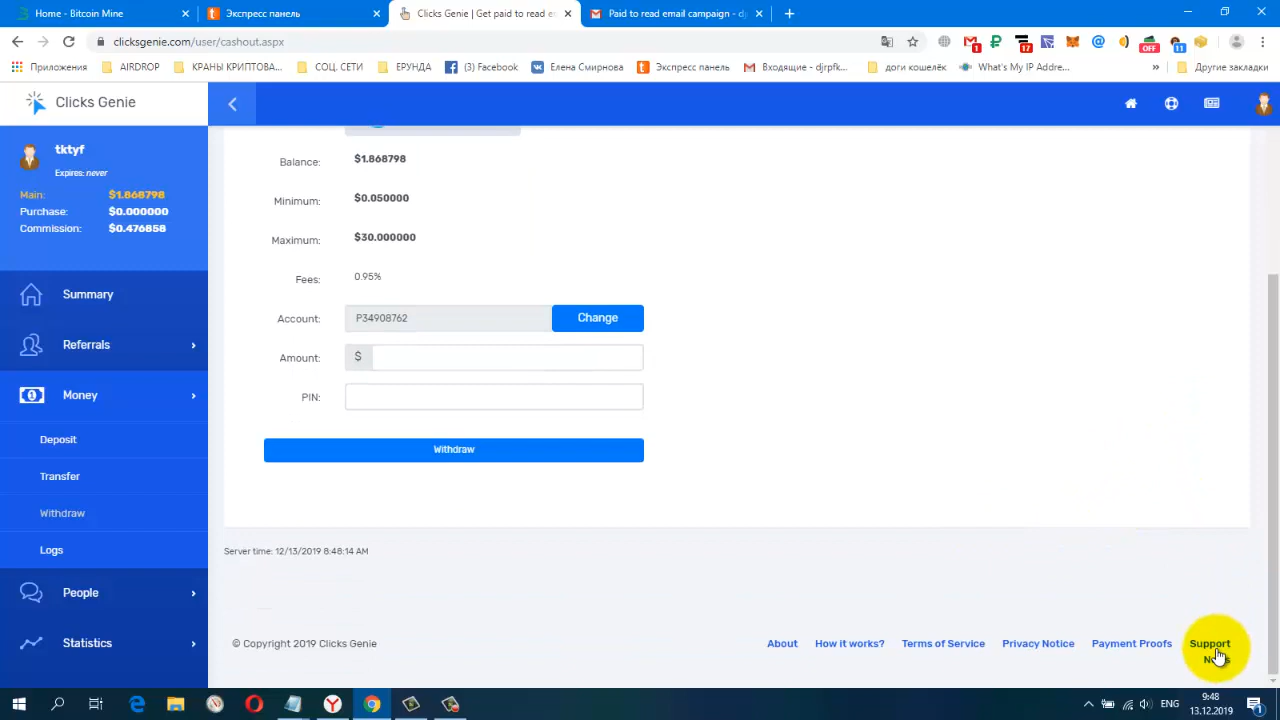 Home - Bitcoin Mine
Экспресс панель
Clicks Genie | Get paid to read e
Paid to read email campaign - dj
clicksgenie.com/user/cashout.aspx
1
17
OFF
11
Приложения
AIRDROP
КРАНЫ КРИПТОВА...
СОЦ. СЕТИ
ЕРУНДА
(3) Facebook
Елена Смирнова
Экспресс панель
Входящие - djrpfk...
доги кошелёк
What's My IP Addre...
»
Другие закладки
Clicks Genie
tktyf
Expires: never
Main: $1.868798
Purchase: $0.000000
Commission: $0.476858
Summary
Referrals
Money
Deposit
Transfer
Withdraw
Logs
People
Statistics
Balance: $1.868798
Minimum: $0.050000
Maximum: $30.000000
Fees: 0.95%
Account: P34908762 Change
Amount: $
PIN:
Withdraw
Server time: 12/13/2019 8:48:14 AM
© Copyright 2019 Clicks Genie
About How it works? Terms of Service Privacy Notice Payment Proofs Support
ENG
9:48
13.12.2019
1